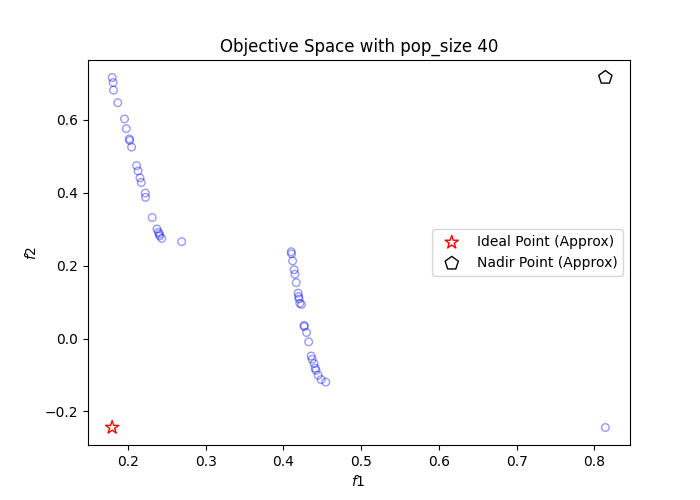 Objective Space with pop_size 40
f2
0.6
0.4
0.2
0.0
−0.2
Ideal Point (Approx)
Nadir Point (Approx)
0.2 0.3 0.4 0.5 0.6 0.7 0.8
f1